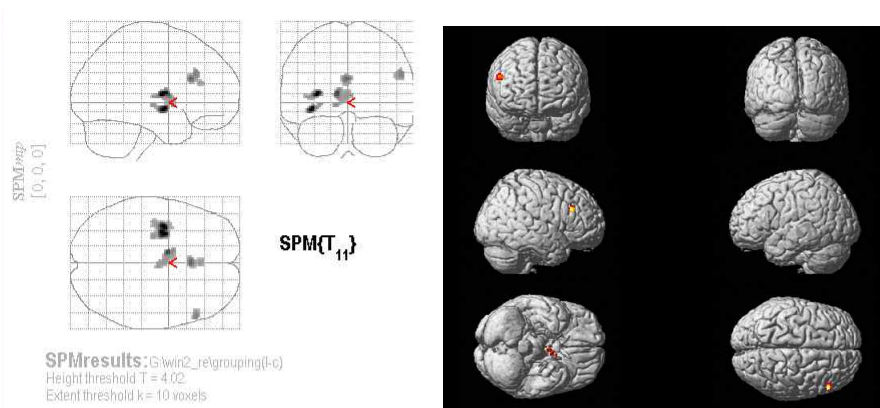 SPMmip
[0; 0, 0]
SPM{T11}
SPMresults: G:\win2_re\grouping(l-c)
Height threshold T = 4.02
Extent threshold k = 10 voxels